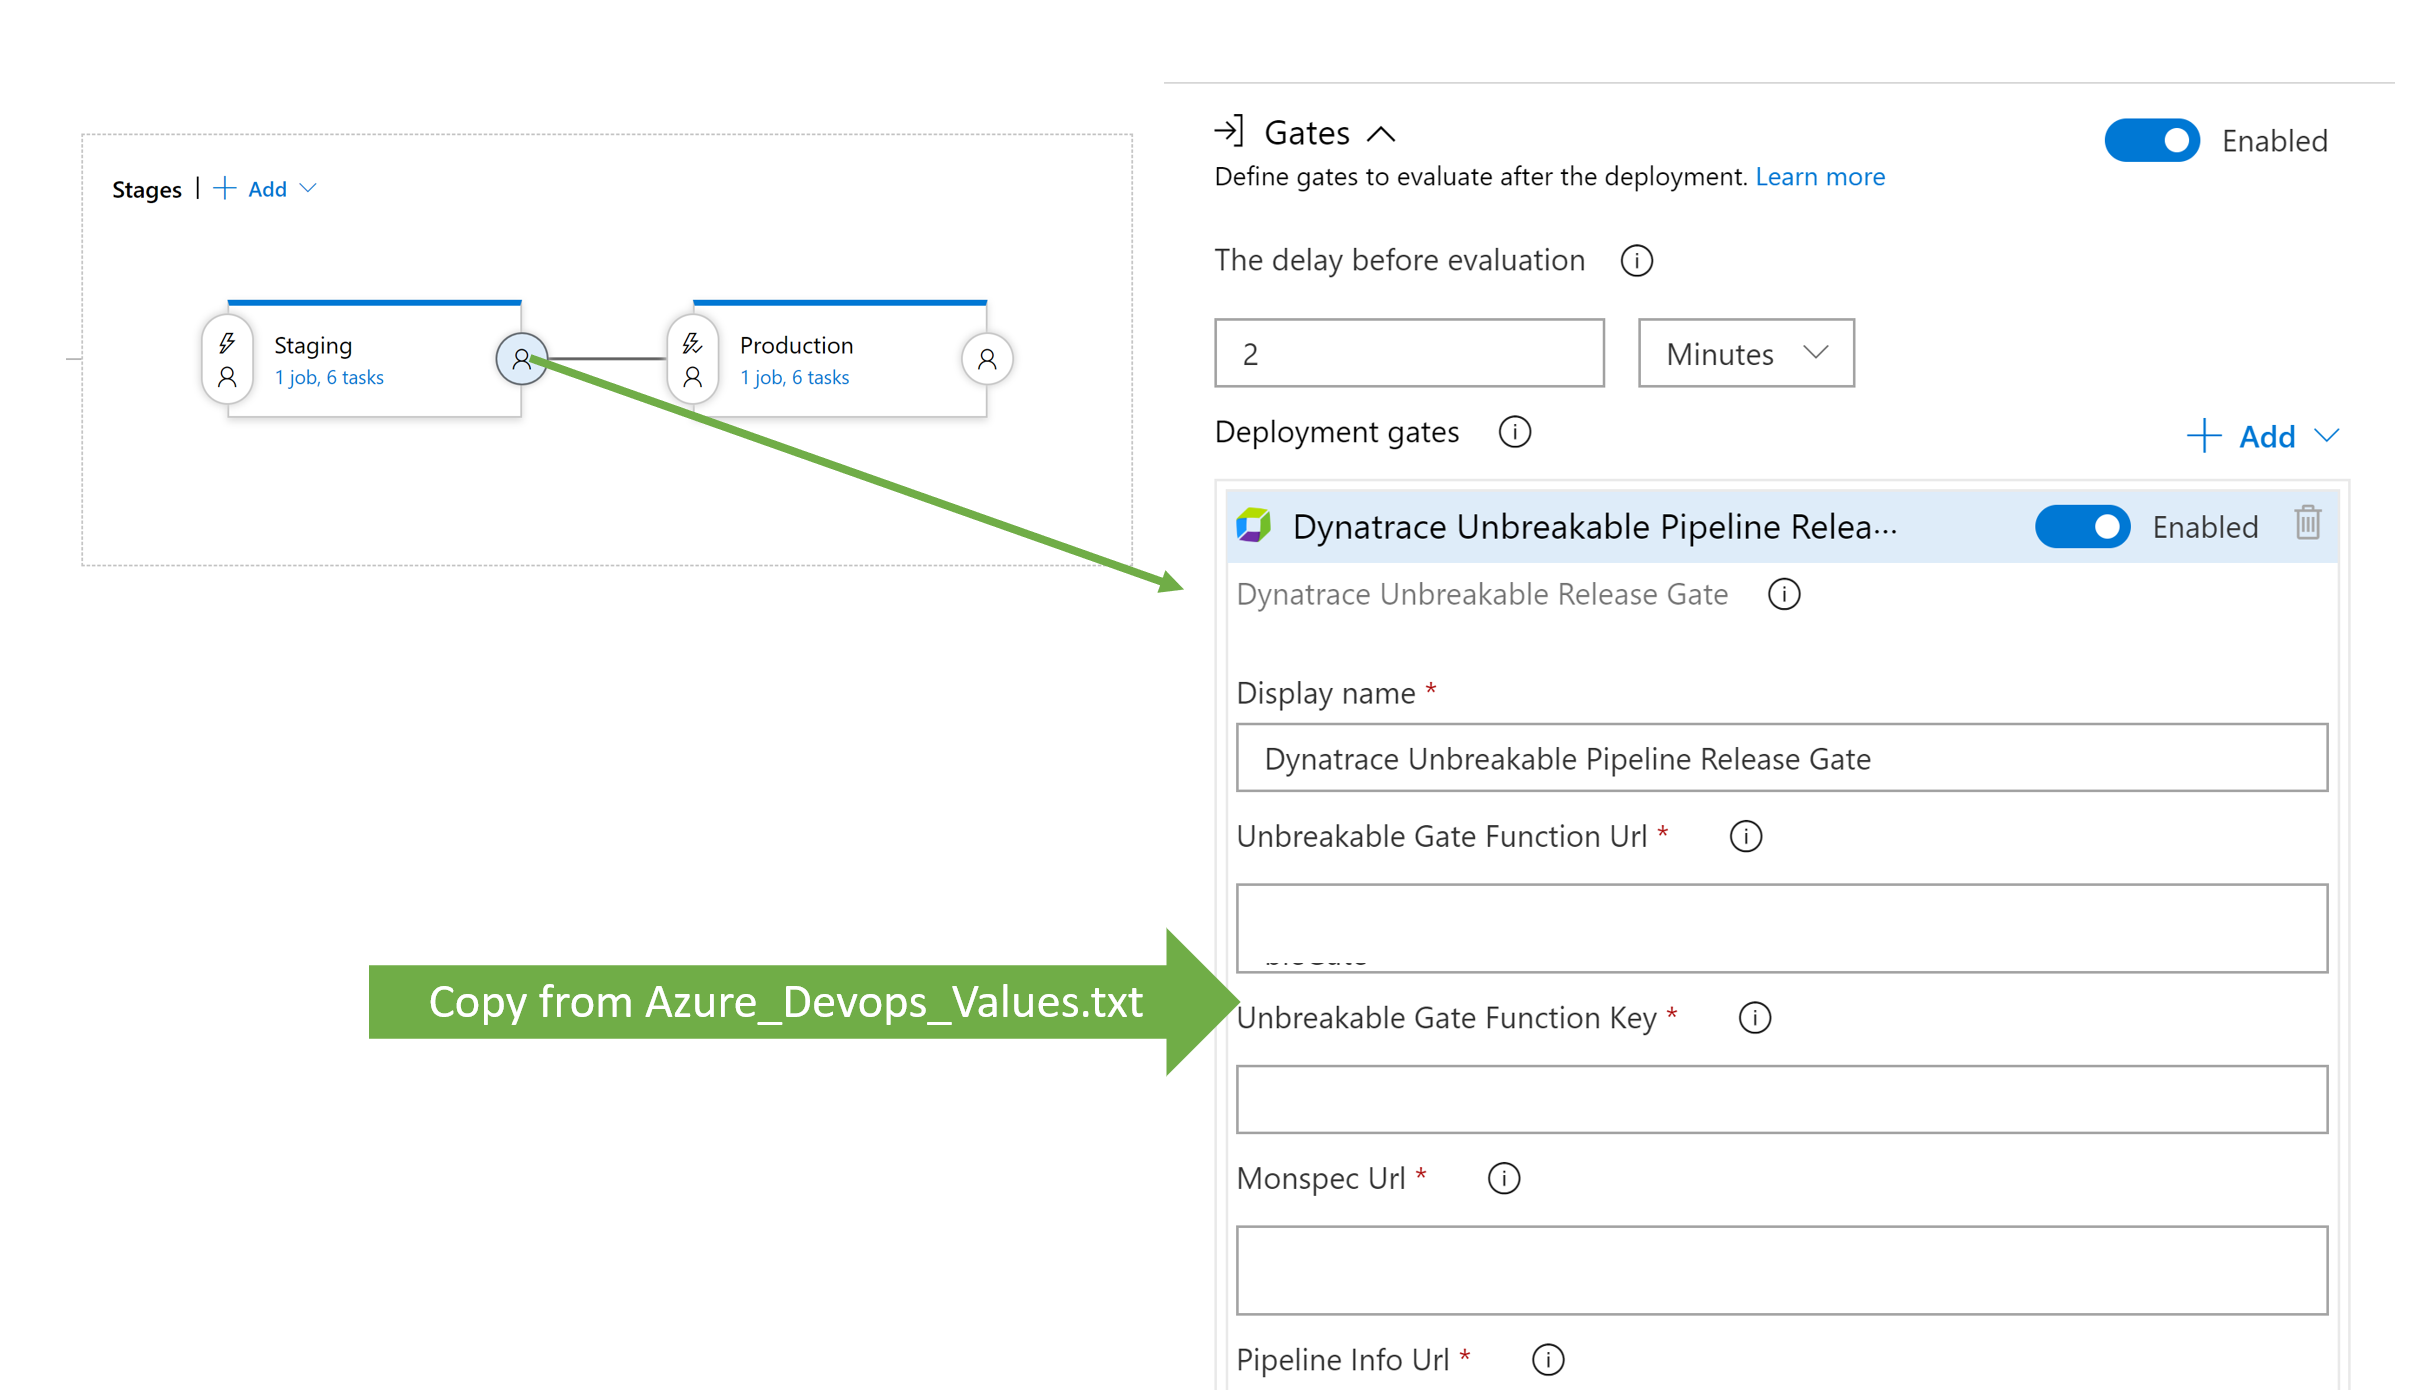 Stages | + Add
Staging
1 job, 6 tasks
Production
1 job, 6 tasks
Copy from Azure_Devops_Values.txt
Gates
Enabled
Define gates to evaluate after the deployment. Learn more
The delay before evaluation
2
Minutes
Deployment gates
+ Add
Dynatrace Unbreakable Pipeline Relea...
Enabled
Dynatrace Unbreakable Release Gate
Display name *
Dynatrace Unbreakable Pipeline Release Gate
Unbreakable Gate Function Url *
Unbreakable Gate Function Key *
Monspec Url *
Pipeline Info Url *